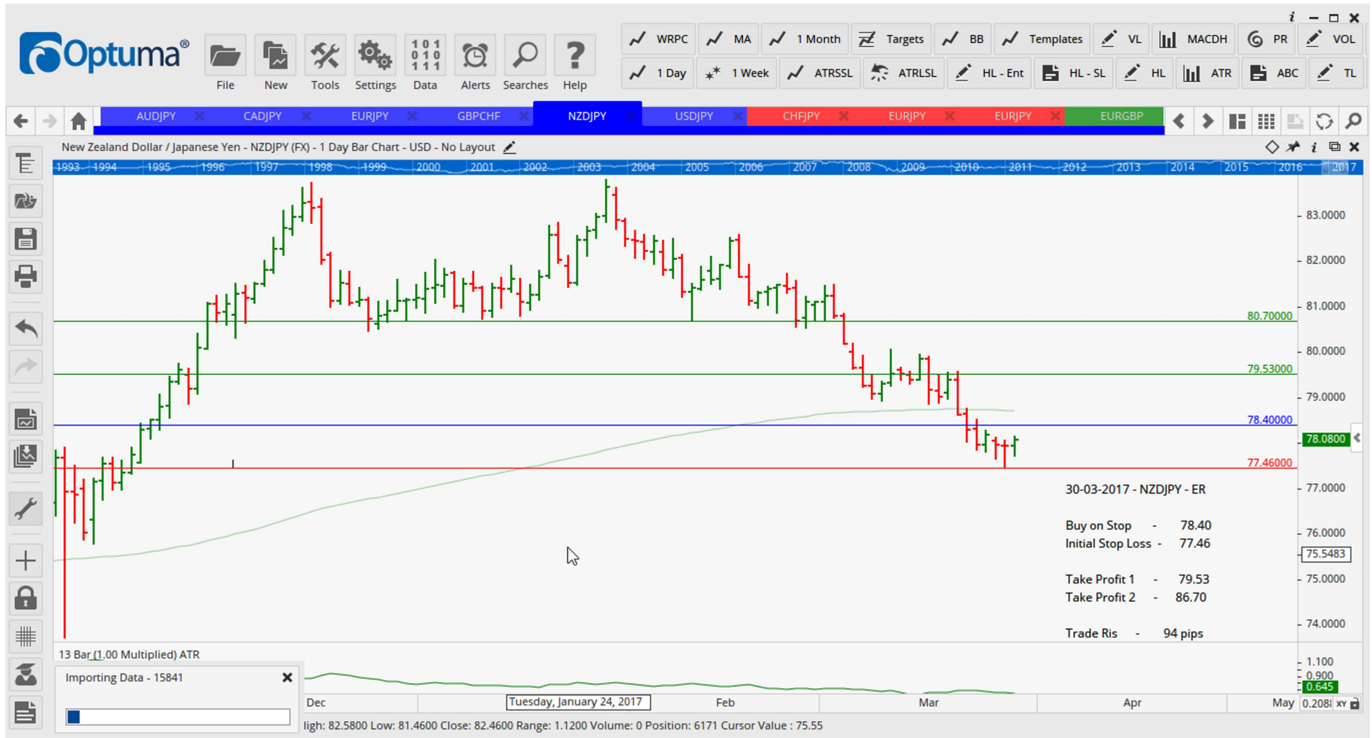 i
Optuma®
File New Tools Settings Data Alerts Searches Help
101
010
111
WRPC MA 1 Month Targets BB Templates VL MACDH PR VOL
1 Day 1 Week ATRSSL ATRLSL HL - Ent HL - SL HL ATR ABC TL
AUDJPY CADJPY EURJPY GBPCHF NZDJPY USDJPY CHFJPY EURJPY EURJPY EURGBP
New Zealand Dollar / Japanese Yen - NZDJPY (FX) - 1 Day Bar Chart - USD - No Layout
1993 1994 1995 1996 1997 1998 1999 2000 2001 2002 2003 2004 2005 2006 2007 2008 2009 2010 2011 2012 2013 2014 2015 2016 2017
83.0000
82.0000
81.0000
80.70000
80.0000
79.53000
79.0000
78.40000
78.0800
77.46000
77.0000
76.0000
75.5483
75.0000
74.0000
30-03-2017 - NZDJPY - ER
Buy on Stop - 78.40
Initial Stop Loss - 77.46
Take Profit 1 - 79.53
Take Profit 2 - 86.70
Trade Ris - 94 pips
13 Bar (1.00 Multiplied) ATR
1.100
0.900
0.645
Importing Data - 15841
Dec Tuesday, January 24, 2017 Feb Mar Apr May 0.208 XY
High: 82.5800 Low: 81.4600 Close: 82.4600 Range: 1.1200 Volume: 0 Position: 6171 Cursor Value : 75.55